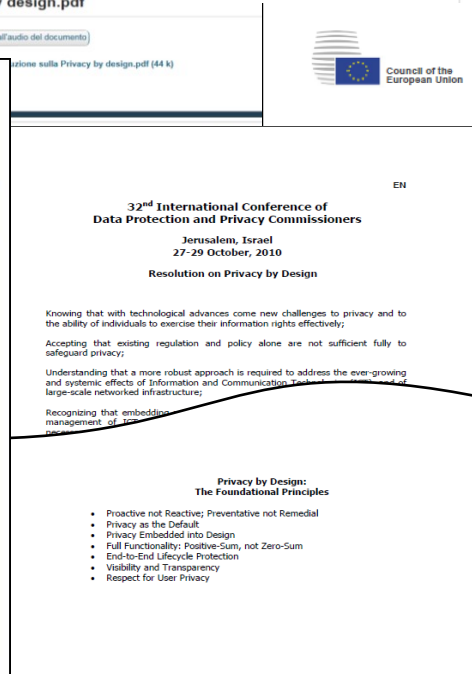 design.pdf
all'audio del documento)
uzione sulla Privacy by design.pdf (44 k)
Council of the
European Union
EN
32nd International Conference of
Data Protection and Privacy Commissioners
Jerusalem, Israel
27-29 October, 2010
Resolution on Privacy by Design
Knowing that with technological advances come new challenges to privacy and to
the ability of individuals to exercise their information rights effectively;
Accepting that existing regulation and policy alone are not sufficient fully to
safeguard privacy;
Understanding that a more robust approach is required to address the ever-growing
and systemic effects of Information and Communication and of
large-scale networked infrastructure;
Recognizing that embedding
management of ICT
Privacy by Design:
The Foundational Principles
• Proactive not Reactive; Preventative not Remedial
• Privacy as the Default
• Privacy Embedded into Design
• Full Functionality: Positive-Sum, not Zero-Sum
• End-to-End Lifecycle Protection
• Visibility and Transparency
• Respect for User Privacy